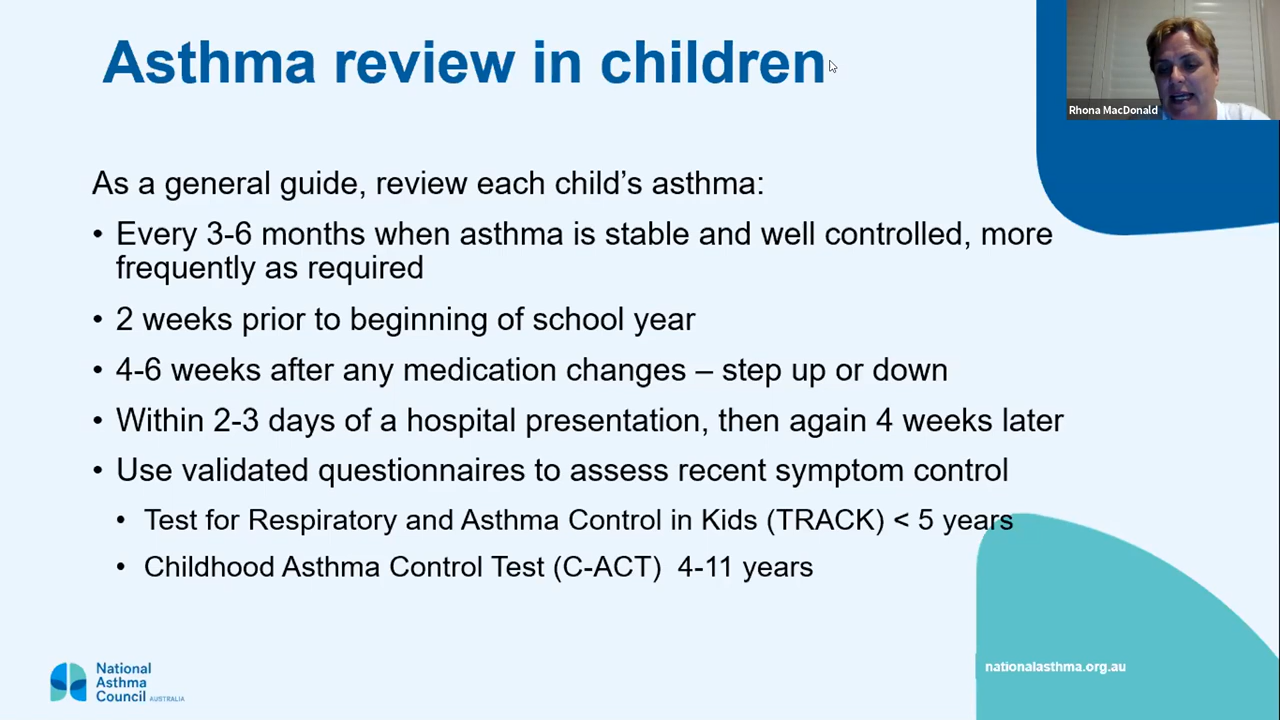 Asthma review in children
Rhona MacDonald
As a general guide, review each child’s asthma:
• Every 3-6 months when asthma is stable and well controlled, more
frequently as required
• 2 weeks prior to beginning of school year
• 4-6 weeks after any medication changes – step up or down
• Within 2-3 days of a hospital presentation, then again 4 weeks later
• Use validated questionnaires to assess recent symptom control
• Test for Respiratory and Asthma Control in Kids (TRACK) < 5 years
• Childhood Asthma Control Test (C-ACT)  4-11 years
National
Asthma
Council AUSTRALIA
nationalasthma.org.au